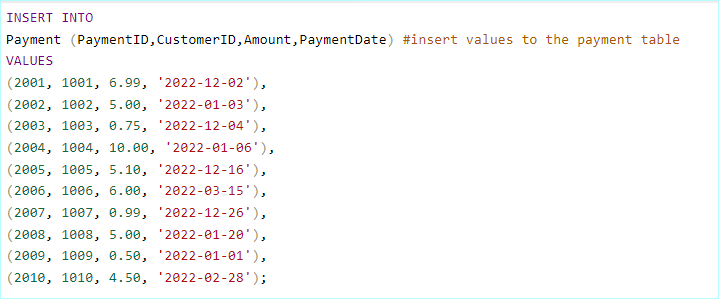 INSERT INTO
Payment (PaymentID,CustomerID,Amount,PaymentDate) #insert values to the payment table
VALUES
(2001, 1001, 6.99, '2022-12-02'),
(2002, 1002, 5.00, '2022-01-03'),
(2003, 1003, 0.75, '2022-12-04'),
(2004, 1004, 10.00, '2022-01-06'),
(2005, 1005, 5.10, '2022-12-16'),
(2006, 1006, 6.00, '2022-03-15'),
(2007, 1007, 0.99, '2022-12-26'),
(2008, 1008, 5.00, '2022-01-20'),
(2009, 1009, 0.50, '2022-01-01'),
(2010, 1010, 4.50, '2022-02-28');